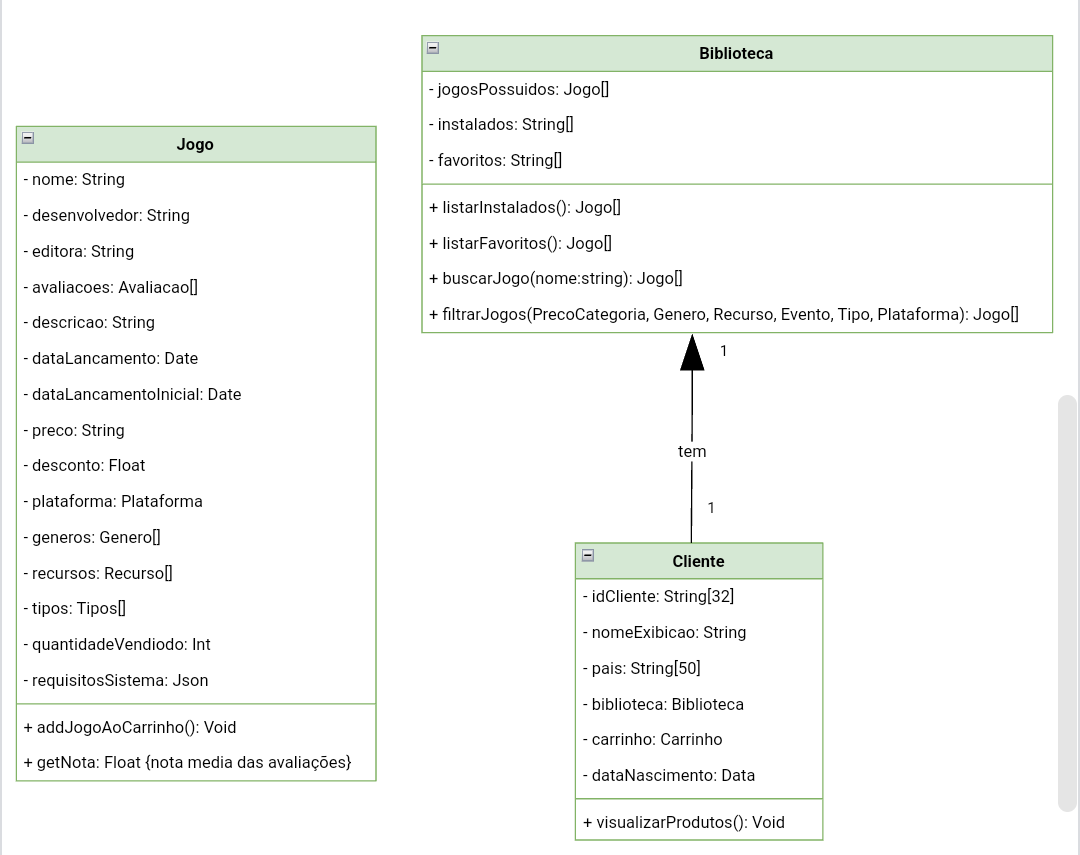 Jogo
- nome: String
- desenvolvedor: String
- editora: String
- avaliacoes: Avaliacao[]
- descricao: String
- dataLancamento: Date
- dataLancamentoInicial: Date
- preco: String
- desconto: Float
- plataforma: Plataforma
- generos: Genero[]
- recursos: Recurso[]
- tipos: Tipos[]
- quantidadeVendiodo: Int
- requisitosSistema: Json
+ addJogoAoCarrinho(): Void
+ getNota: Float {nota media das avaliações}
Biblioteca
- jogosPossuidos: Jogo[]
- instalados: String[]
- favoritos: String[]
+ listarInstalados(): Jogo[]
+ listarFavoritos(): Jogo[]
+ buscarJogo(nome:string): Jogo[]
+ filtrarJogos(PrecoCategoria, Genero, Recurso, Evento, Tipo, Plataforma): Jogo[]
1
tem
1
Cliente
- idCliente: String[32]
- nomeExibicao: String
- pais: String[50]
- biblioteca: Biblioteca
- carrinho: Carrinho
- dataNascimento: Data
+ visualizarProdutos(): Void